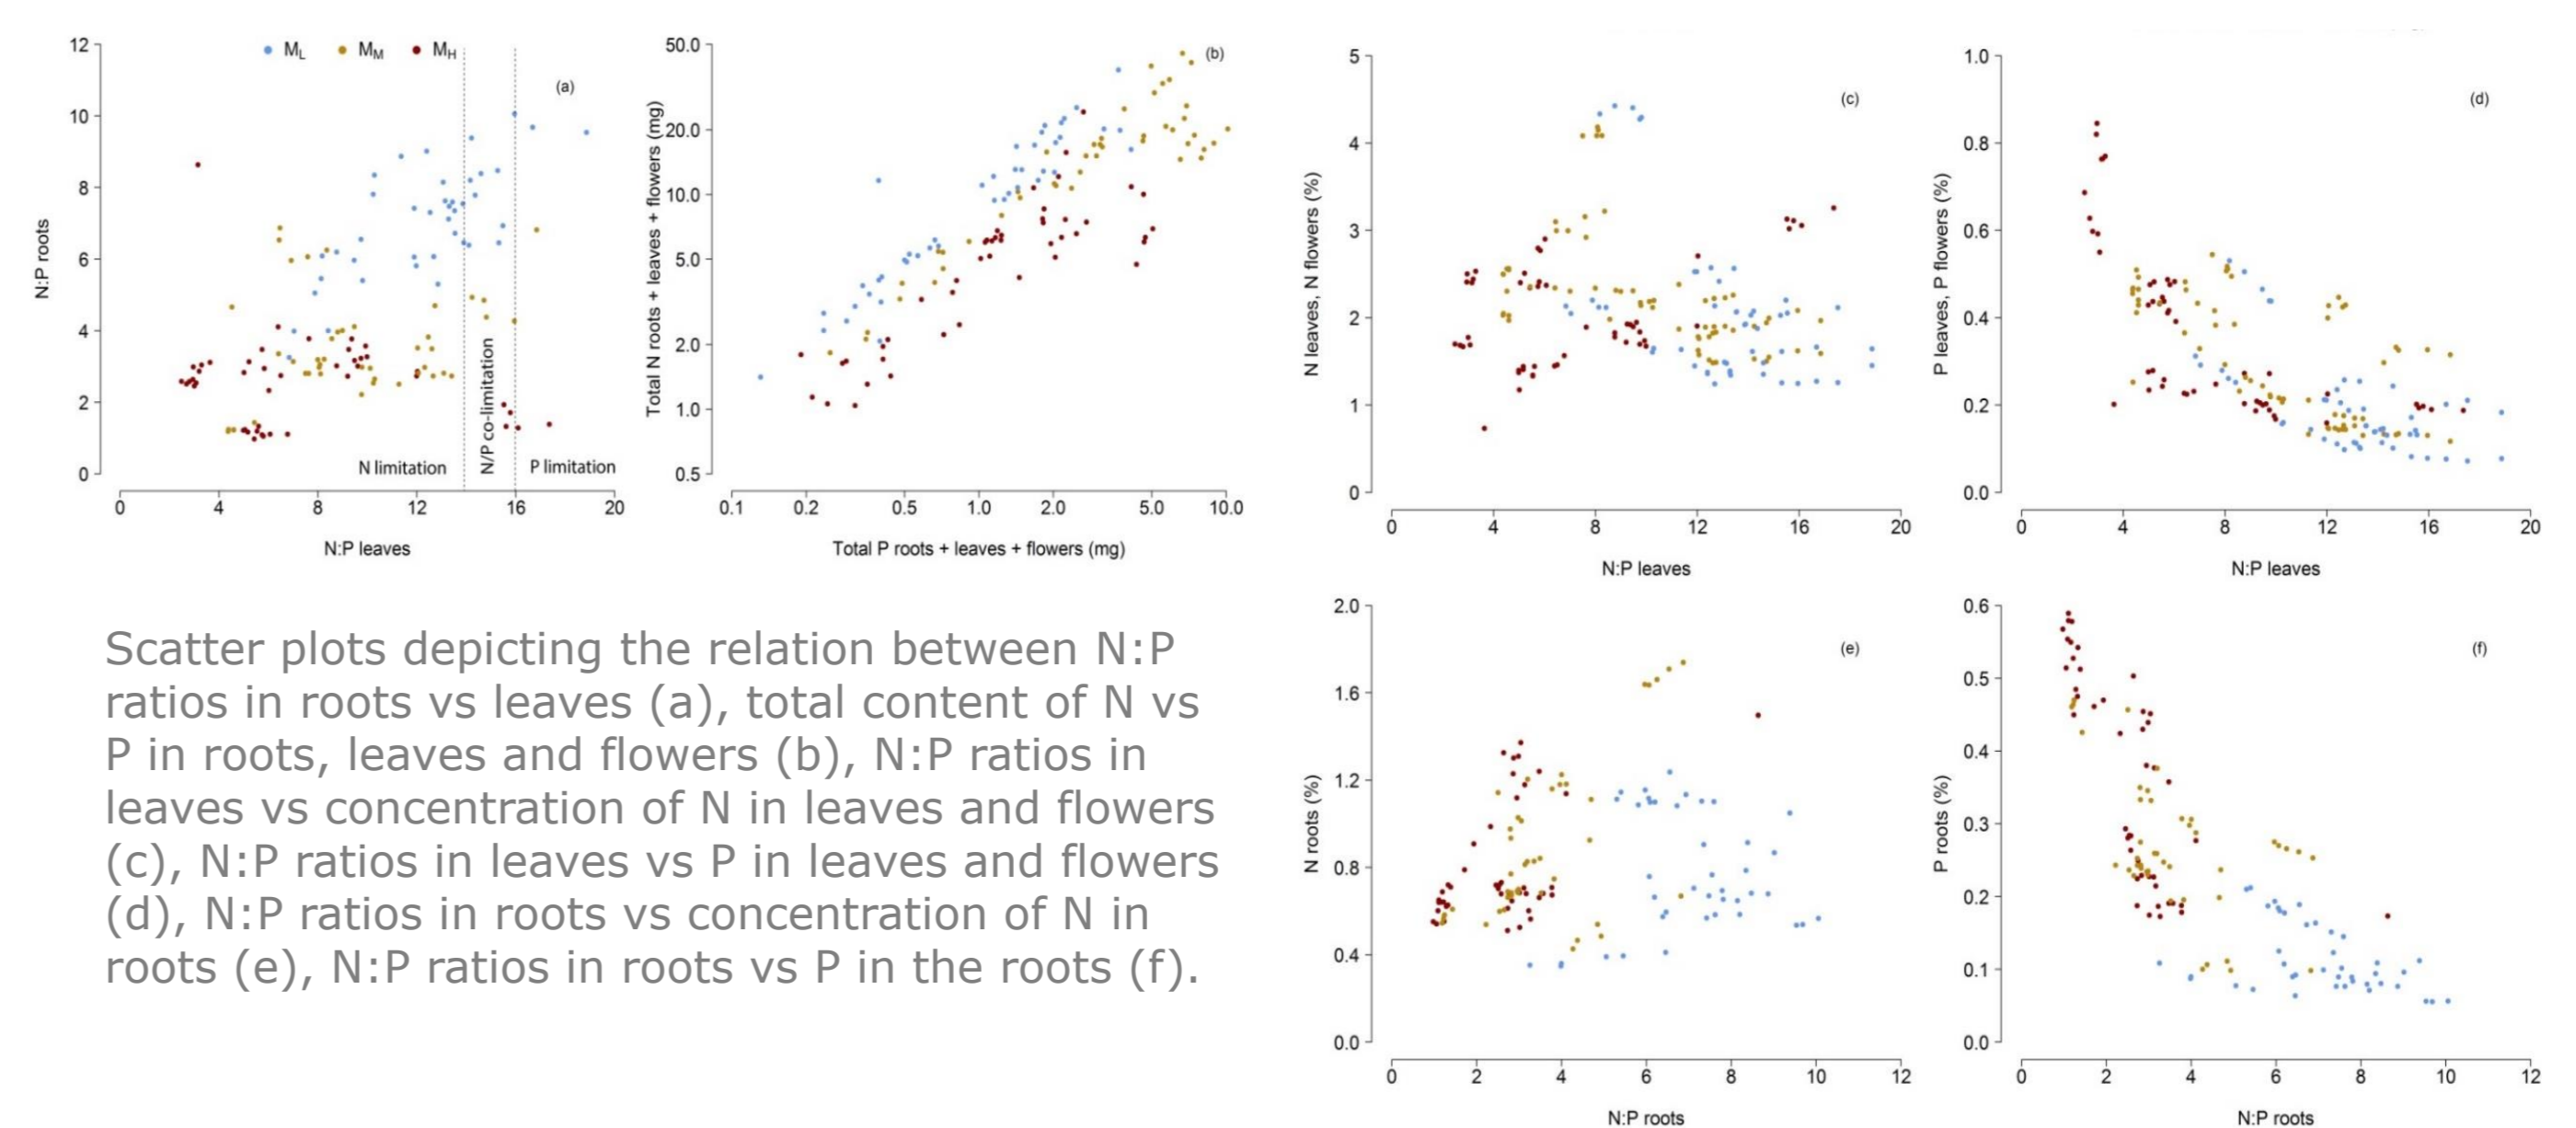 12
10
8
6
4
2
0
N:P roots
M_L
M_M
M_H
(a)
N limitation
N/P co-limitation
P limitation
0 4 8 12 16 20
N:P leaves
50.0
20.0
10.0
5.0
2.0
1.0
0.5
Total N roots + leaves + flowers (mg)
(b)
0.1 0.2 0.5 1.0 2.0 5.0 10.0
Total P roots + leaves + flowers (mg)
5
4
3
2
1
0
N leaves, N flowers (%)
(c)
0 4 8 12 16 20
N:P leaves
1.0
0.8
0.6
0.4
0.2
0.0
P leaves, P flowers (%)
(d)
0 4 8 12 16 20
N:P leaves
Scatter plots depicting the relation between N:P
ratios in roots vs leaves (a), total content of N vs
P in roots, leaves and flowers (b), N:P ratios in
leaves vs concentration of N in leaves and flowers
(c), N:P ratios in leaves vs P in leaves and flowers
(d), N:P ratios in roots vs concentration of N in
roots (e), N:P ratios in roots vs P in the roots (f).
2.0
1.6
1.2
0.8
0.4
0.0
N roots (%)
(e)
0 2 4 6 8 10 12
N:P roots
0.6
0.5
0.4
0.3
0.2
0.1
0.0
P roots (%)
(f)
0 2 4 6 8 10 12
N:P roots